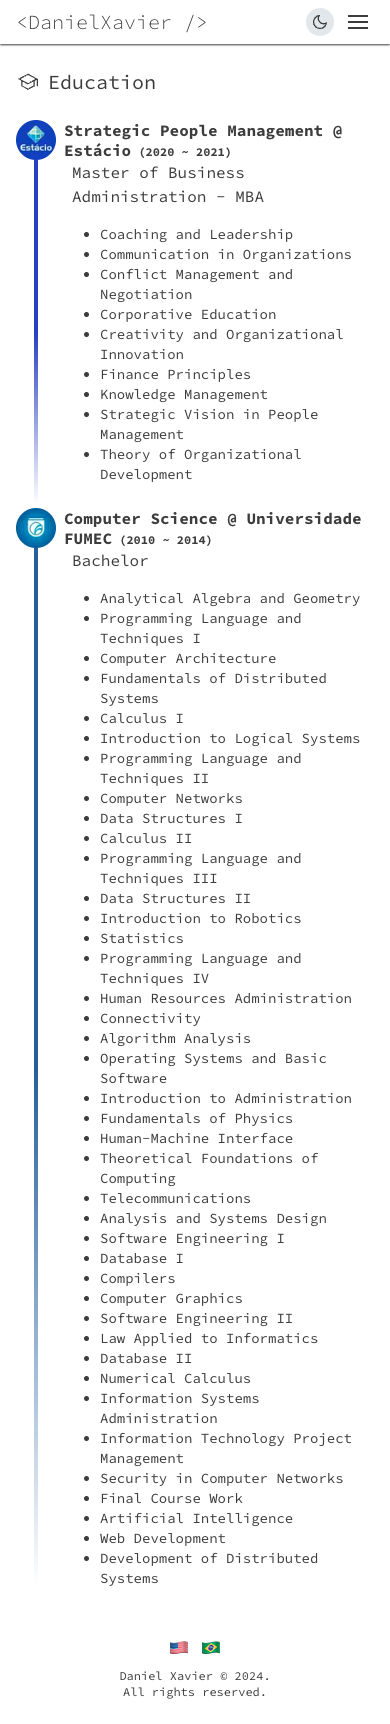 <DanielXavier />
Education
Estácio
Strategic People Management @
Estácio (2020 ~ 2021)
Master of Business
Administration - MBA
Coaching and Leadership
Communication in Organizations
Conflict Management and
Negotiation
Corporative Education
Creativity and Organizational
Innovation
Finance Principles
Knowledge Management
Strategic Vision in People
Management
Theory of Organizational
Development
Computer Science @ Universidade
FUMEC (2010 ~ 2014)
Bachelor
Analytical Algebra and Geometry
Programming Language and
Techniques I
Computer Architecture
Fundamentals of Distributed
Systems
Calculus I
Introduction to Logical Systems
Programming Language and
Techniques II
Computer Networks
Data Structures I
Calculus II
Programming Language and
Techniques III
Data Structures II
Introduction to Robotics
Statistics
Programming Language and
Techniques IV
Human Resources Administration
Connectivity
Algorithm Analysis
Operating Systems and Basic
Software
Introduction to Administration
Fundamentals of Physics
Human-Machine Interface
Theoretical Foundations of
Computing
Telecommunications
Analysis and Systems Design
Software Engineering I
Database I
Compilers
Computer Graphics
Software Engineering II
Law Applied to Informatics
Database II
Numerical Calculus
Information Systems
Administration
Information Technology Project
Management
Security in Computer Networks
Final Course Work
Artificial Intelligence
Web Development
Development of Distributed
Systems
Daniel Xavier © 2024.
All rights reserved.